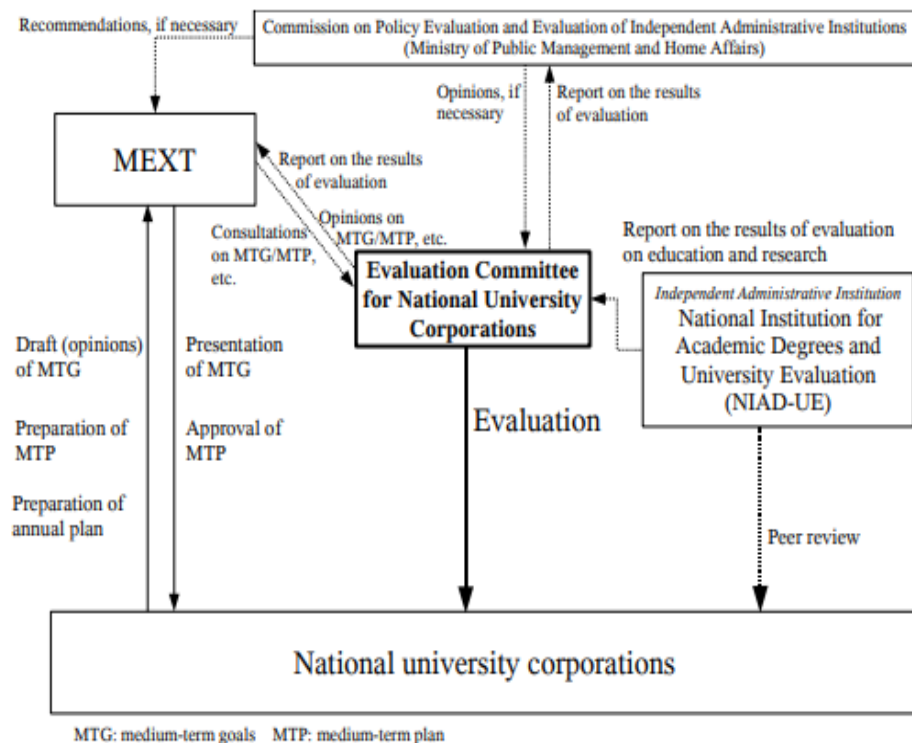 Recommendations, if necessary
Commission on Policy Evaluation and Evaluation of Independent Administrative Institutions
(Ministry of Public Management and Home Affairs)
Opinions, if
necessary
Report on the results
of evaluation
MEXT
Report on the results
of evaluation
Opinions on
MTG/MTP, etc.
Consultations
on MTG/MTP,
etc.
Evaluation Committee
for National University
Corporations
Report on the results of evaluation
on education and research
Independent Administrative Institution
National Institution for
Academic Degrees and
University Evaluation
(NIAD-UE)
Draft (opinions)
of MTG
Preparation of
MTP
Preparation of
annual plan
Presentation
of MTG
Approval of
MTP
Evaluation
Peer review
National university corporations
MTG: medium-term goals MTP: medium-term plan